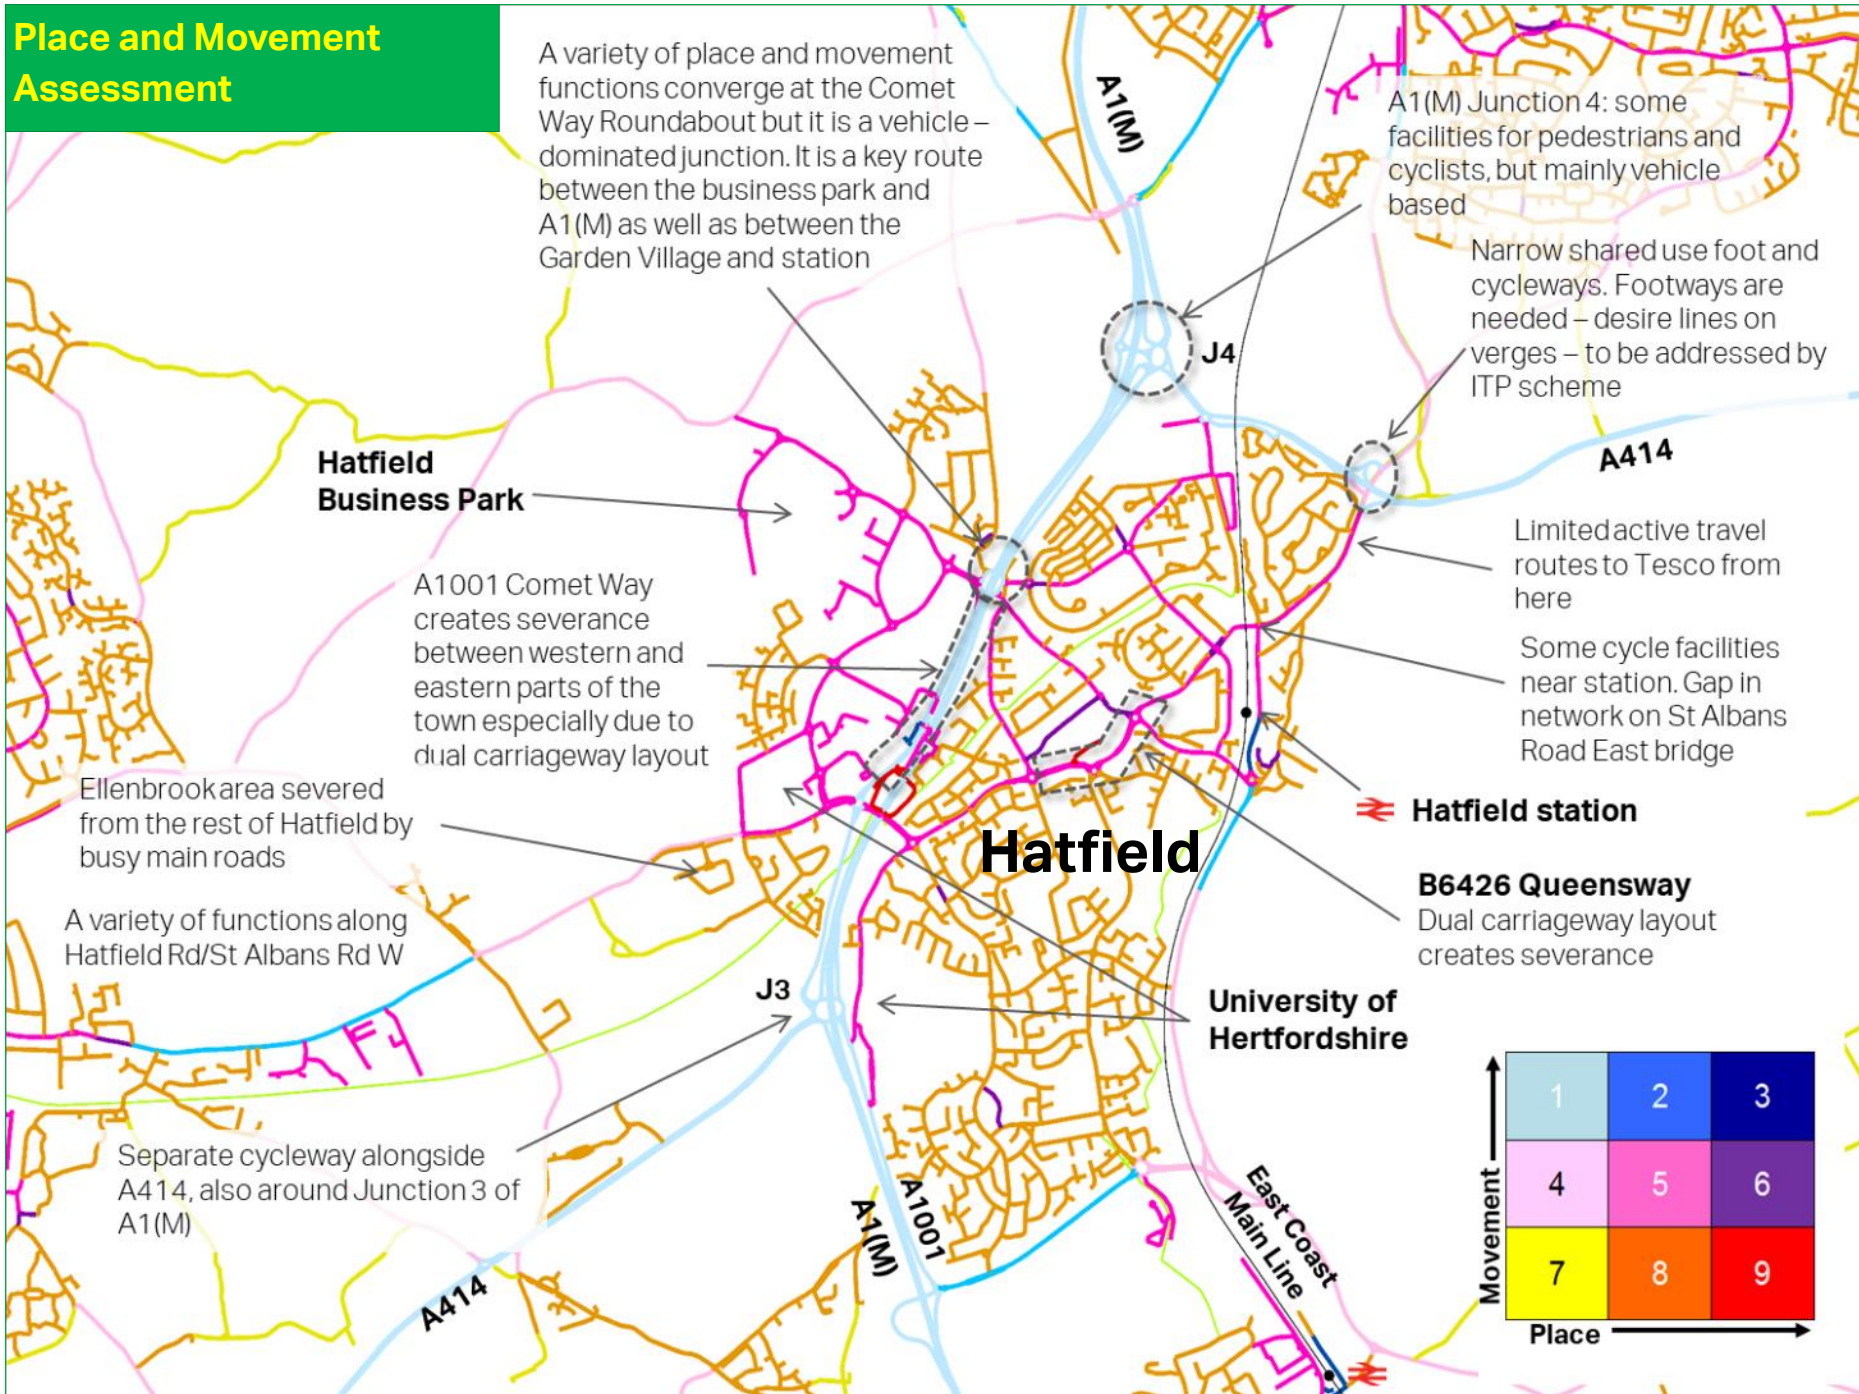 Place and Movement
Assessment
A variety of place and movement
functions converge at the Comet
Way Roundabout but it is a vehicle –
dominated junction. It is a key route
between the business park and
A1(M) as well as between the
Garden Village and station
A1(M)
A1(M) Junction 4: some
facilities for pedestrians and
cyclists, but mainly vehicle
based
Narrow shared use foot and
cycleways. Footways are
needed – desire lines on
verges – to be addressed by
ITP scheme
J4
A414
Hatfield
Business Park
Limited active travel
routes to Tesco from
here
A1001 Comet Way
creates severance
between western and
eastern parts of the
town especially due to
dual carriageway layout
Some cycle facilities
near station. Gap in
network on St Albans
Road East bridge
Ellenbrook area severed
from the rest of Hatfield by
busy main roads
Hatfield station
Hatfield
B6426 Queensway
Dual carriageway layout
creates severance
A variety of functions along
Hatfield Rd/St Albans Rd W
J3
University of
Hertfordshire
Separate cycleway alongside
A414, also around Junction 3 of
A1(M)
A1(M)
A1001
A414
East Coast
Main Line
Movement
1 2 3
4 5 6
7 8 9
Place